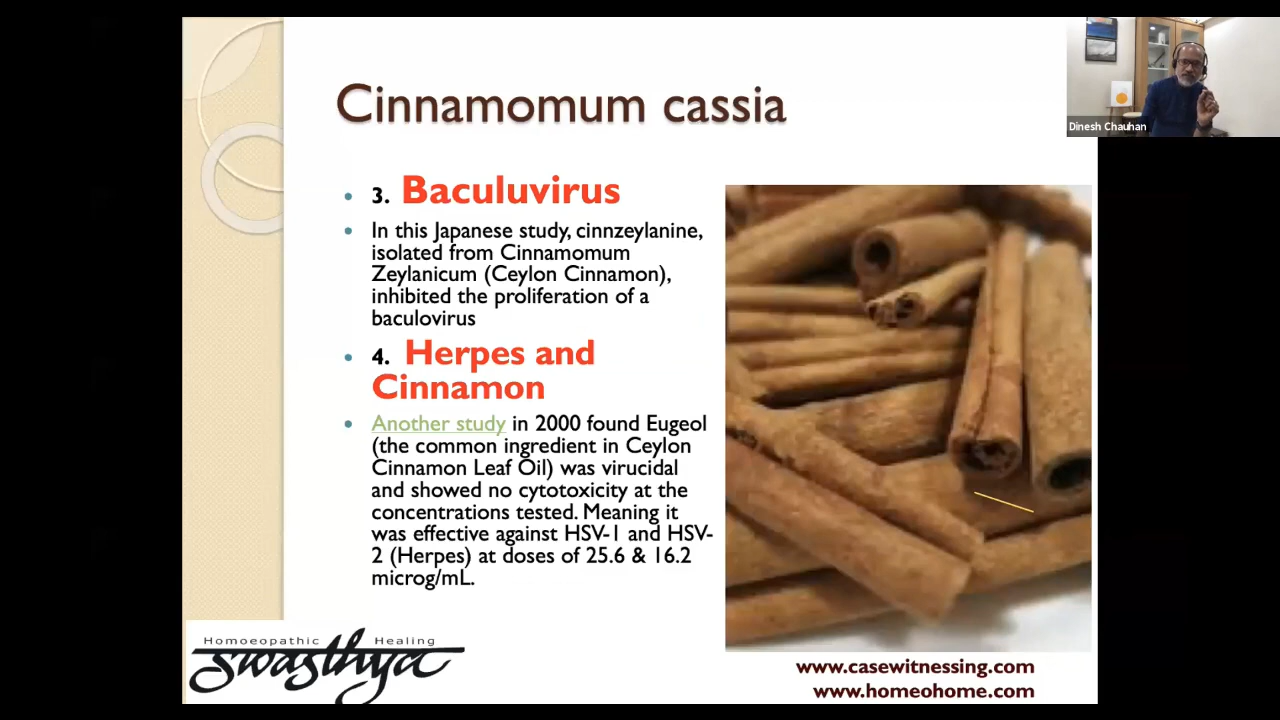 Cinnamomum cassia
Dinesh Chauhan
• 3. Baculuvirus
• In this Japanese study, cinnzeylanine,
isolated from Cinnamomum
Zeylanicum (Ceylon Cinnamon),
inhibited the proliferation of a
baculovirus
• 4. Herpes and
Cinnamon
• Another study in 2000 found Eugeol
(the common ingredient in Ceylon
Cinnamon Leaf Oil) was virucidal
and showed no cytotoxicity at the
concentrations tested. Meaning it
was effective against HSV-1 and HSV-
2 (Herpes) at doses of 25.6 & 16.2
microg/mL.
Homoeopathic Healing
swasthya
www.casewitnessing.com
www.homeohome.com